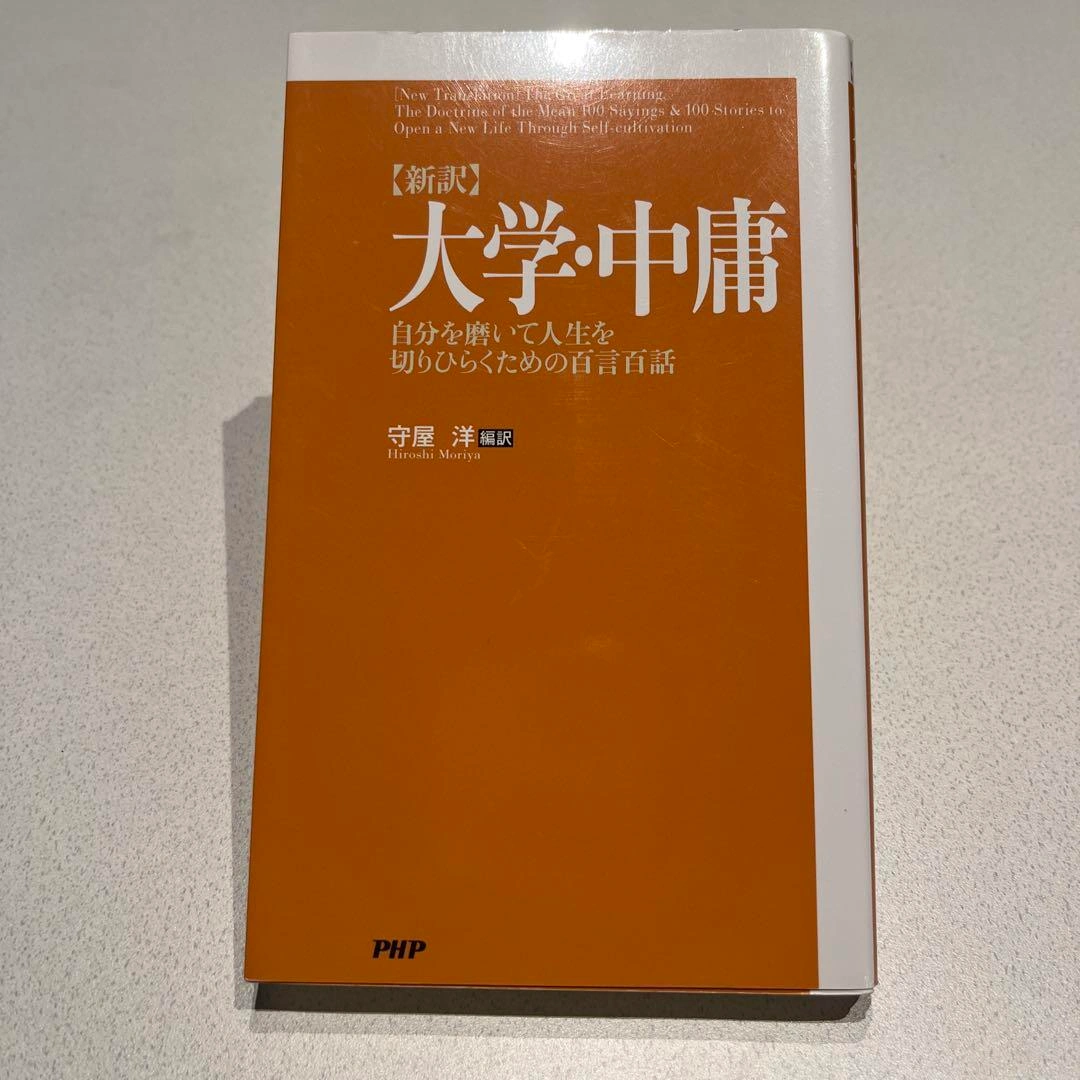 [New Translation] The Great Learning,
The Doctrine of the Mean 100 Sayings & 100 Stories to
Open a New Life Through Self-cultivation
【新訳】
大学・中庸
自分を磨いて人生を
切りひらくための百言百話
守屋 洋 編訳
Hiroshi Moriya
PHP